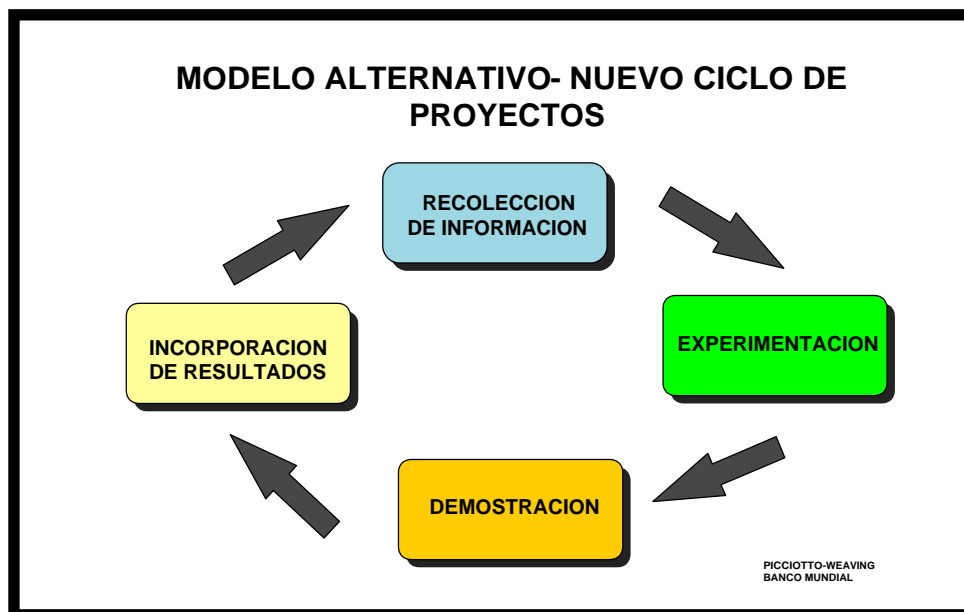 MODELO ALTERNATIVO- NUEVO CICLO DE
PROYECTOS
RECOLECCION
DE INFORMACION
EXPERIMENTACION
INCORPORACION
DE RESULTADOS
DEMOSTRACION
PICCIOTTO-WEAVING
BANCO MUNDIAL